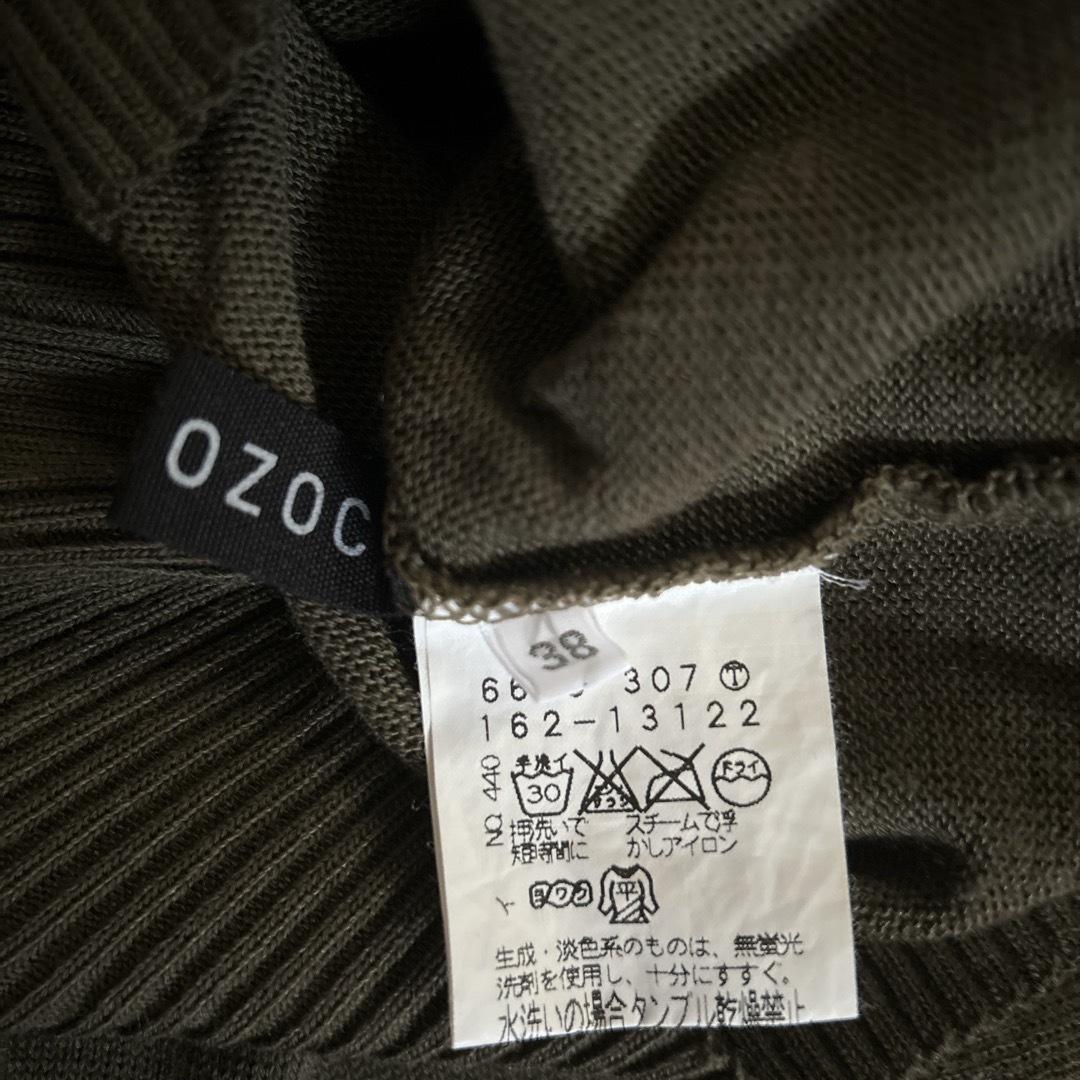 OZOC
38
307 Ⓣ
162-13122
NO 440
手洗イ
30
ドライ
押洗いで
短時間に
スチームで浮
かしアイロン
ヨワク
平
生成・淡色系のものは、無蛍光
洗剤を使用し、十分にすすぐ。
水洗いの場合タンブル乾燥禁止